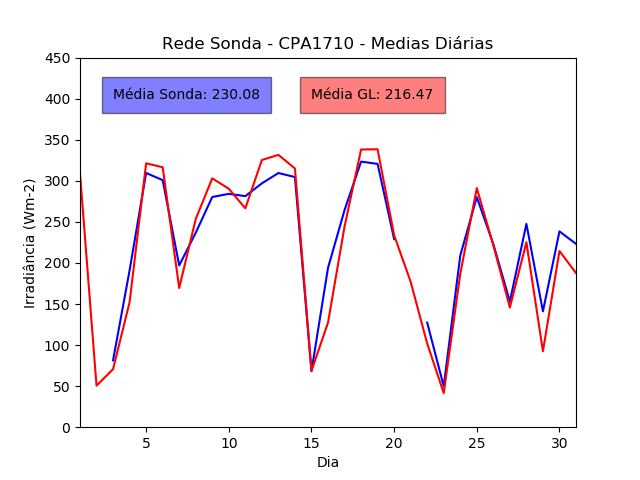 Rede Sonda - CPA1710 - Medias Diárias
450
Média Sonda: 230.08 Média GL: 216.47
400
350
300
250
200
150
100
50
0
Irradiância (Wm-2)
5 10 15 20 25 30
Dia